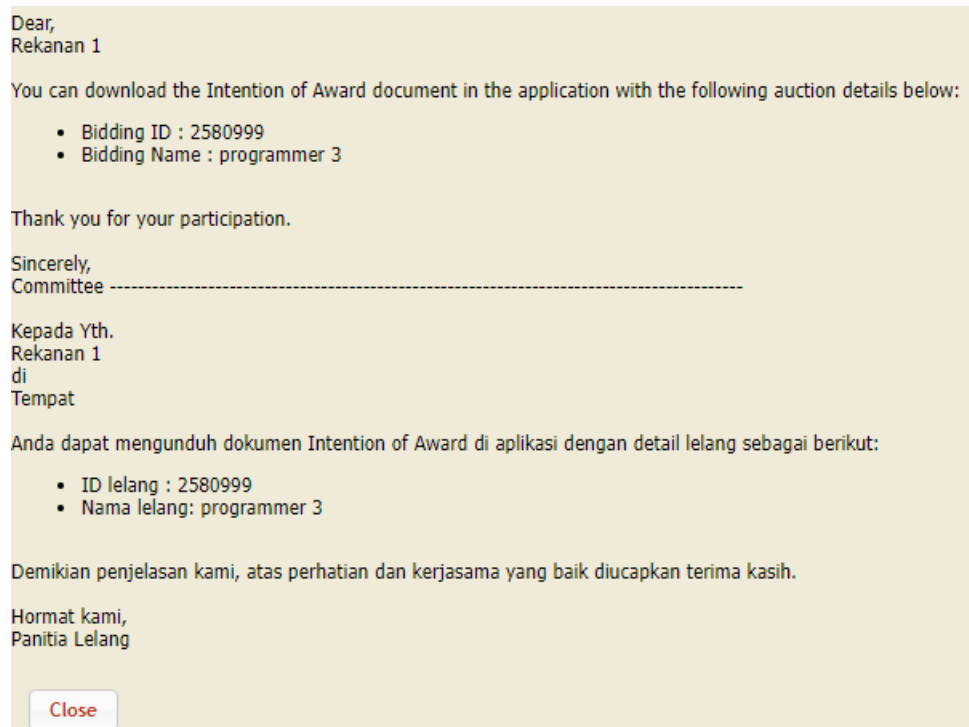 Dear,
Rekanan 1
You can download the Intention of Award document in the application with the following auction details below:
• Bidding ID : 2580999
• Bidding Name : programmer 3
Thank you for your participation.
Sincerely,
Committee ------------------------------------------------------------------------------------------
Kepada Yth.
Rekanan 1
di
Tempat
Anda dapat mengunduh dokumen Intention of Award di aplikasi dengan detail lelang sebagai berikut:
• ID lelang : 2580999
• Nama lelang: programmer 3
Demikian penjelasan kami, atas perhatian dan kerjasama yang baik diucapkan terima kasih.
Hormat kami,
Panitia Lelang
Close